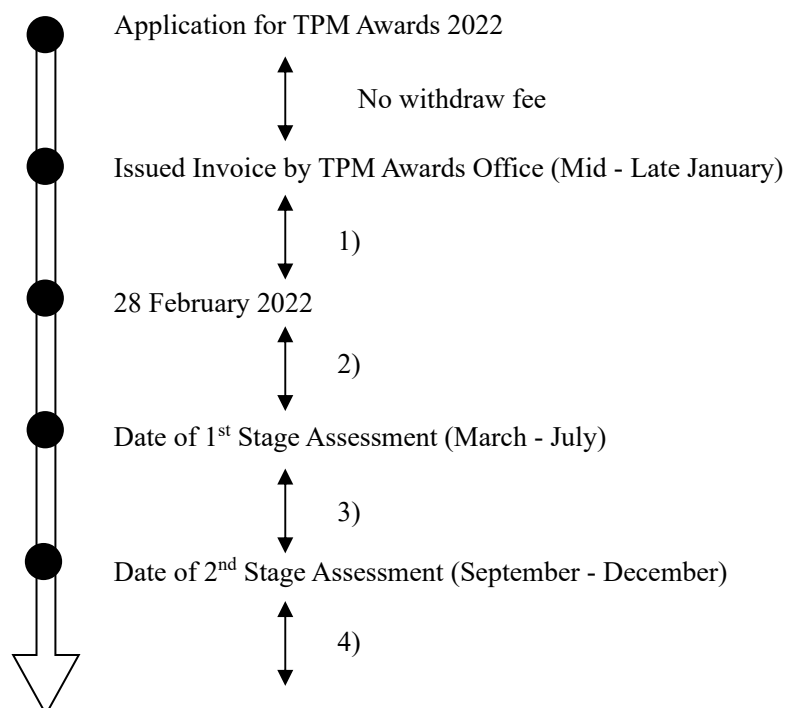 Application for TPM Awards 2022
No withdraw fee
Issued Invoice by TPM Awards Office (Mid - Late January)
1)
28 February 2022
2)
Date of 1st Stage Assessment (March - July)
3)
Date of 2nd Stage Assessment (September - December)
4)